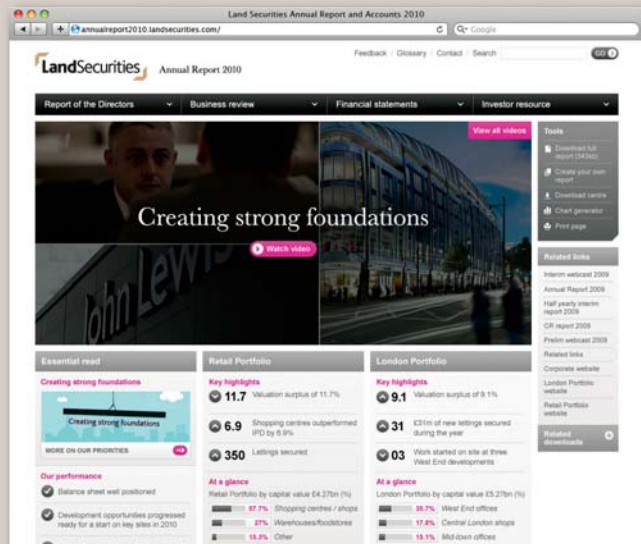 Land Securities Annual Report and Accounts 2010
annualreport2010.landsecurities.com/
Google
Feedback
Glossary
Contact
Search
GO
LandSecurities
Annual Report 2010
Report of the Directors
Business review
Financial statements
Investor resource
View all videos
Creating strong foundations
Watch video
John Lewis
Tools
Download full
report (343kb)
Create your own
report
Download centre
Chart generator
Print page
Related links
Interim webcast 2009
Annual Report 2009
Half yearly interim
report 2009
CR report 2009
Prelim webcast 2009
Related links
Corporate website
London Portfolio
website
Retail Portfolio
website
Related
downloads
Essential read
Creating strong foundations
Creating strong foundations
MORE ON OUR PRIORITIES
Our performance
Balance sheet well positioned
Development opportunities progressed
ready for a start on key sites in 2010
Retail Portfolio
Key highlights
11.7 Valuation surplus of 11.7%
6.9 Shopping centres outperformed
IPD by 6.9%
350 Lettings secured
At a glance
Retail Portfolio by capital value £4.27bn (%)
57.7% Shopping centres / shops
27% Warehouses/foodstores
15.3% Other
London Portfolio
Key highlights
9.1 Valuation surplus of 9.1%
31 £31m of new lettings secured
during the year
03 Work started on site at three
West End developments
At a glance
London Portfolio by capital value £5.27bn (%)
35.7% West End offices
17.8% Central London shops
15.1% Mid-town offices